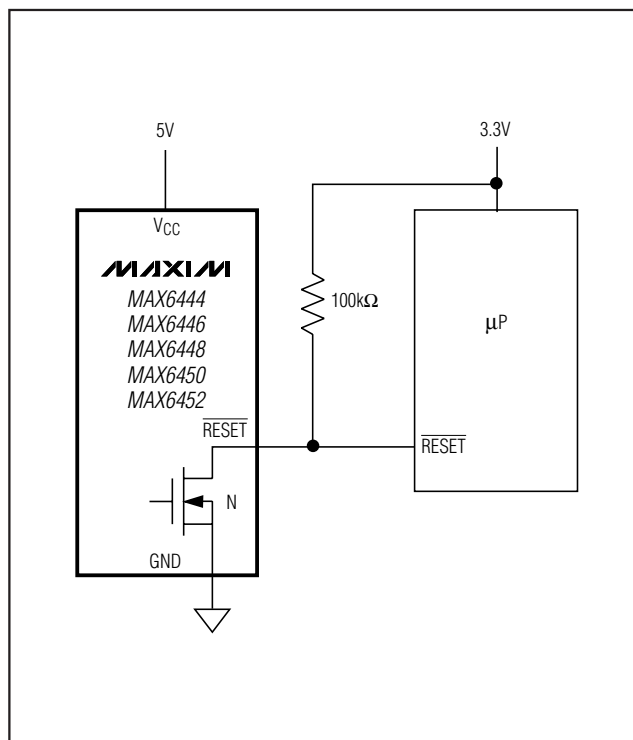 5V
3.3V
VCC
MAXIM
MAX6444
MAX6446
MAX6448
MAX6450
MAX6452
100kΩ
μP
RESET
RESET
N
GND